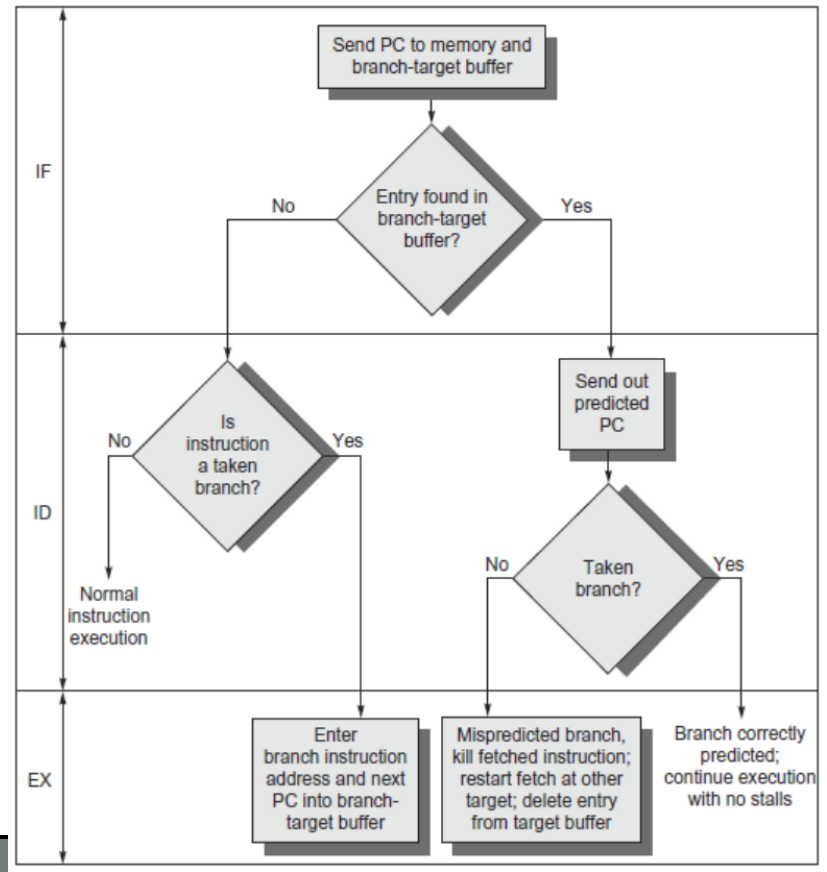 Send PC to memory and
branch-target buffer
IF
Entry found in
branch-target
buffer?
No
Yes
Send out
predicted
PC
Is
instruction
a taken
branch?
No
Yes
ID
Taken
branch?
No
Yes
Normal
instruction
execution
EX
Enter
branch instruction
address and next
PC into branch-
target buffer
Mispredicted branch,
kill fetched instruction;
restart fetch at other
target; delete entry
from target buffer
Branch correctly
predicted;
continue execution
with no stalls